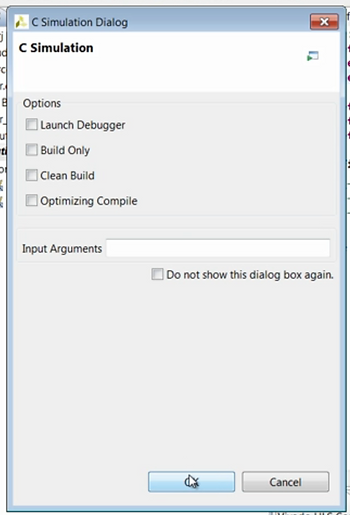 C Simulation Dialog
C Simulation
Options
Launch Debugger
Build Only
Clean Build
Optimizing Compile
Input Arguments
Do not show this dialog box again.
Cancel